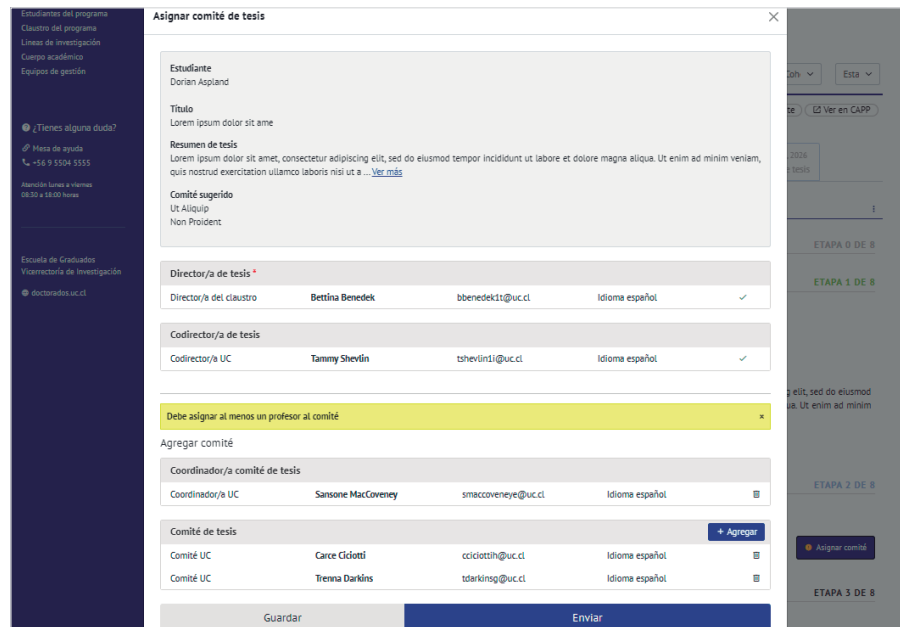 Estudiantes del programa
Claustro del programa
Líneas de investigación
Cuerpo académico
Equipos de gestión
¿Tienes alguna duda?
Mesa de ayuda
+56 9 5504 5555
Atención lunes a viernes
08:30 a 18:00 horas
Escuela de Graduados
Vicerrectoría de Investigación
doctorados.uc.cl
Asignar comité de tesis
Estudiante
Dorian Aspland
Título
Lorem ipsum dolor sit ame
Resumen de tesis
Lorem ipsum dolor sit amet, consectetur adipiscing elit, sed do eiusmod tempor incididunt ut labore et dolore magna aliqua. Ut enim ad minim veniam,
quis nostrud exercitation ullamco laboris nisi ut a ... Ver más
Comité sugerido
Ut Aliquip
Non Proident
Director/a de tesis *
Director/a del claustro Bettina Benedek bbenedek1t@uc.cl Idioma español
Codirector/a de tesis
Codirector/a UC Tammy Shevlin tshevlin1i@uc.cl Idioma español
Debe asignar al menos un profesor al comité x
Agregar comité
Coordinador/a comité de tesis
Coordinador/a UC Sansone MacCoveney smaccoveneye@uc.cl Idioma español
Comité de tesis + Agregar
Comité UC Carce Ciciotti cciciottih@uc.cl Idioma español
Comité UC Trenna Darkins tdarkinsg@uc.cl Idioma español
Guardar Enviar
Esta
Ver en CAPP
, 2026
tesis
ETAPA 0 DE 8
ETAPA 1 DE 8
elit, sed do eiusmod
ua. Ut enim ad minim
ETAPA 2 DE 8
Asignar comité
ETAPA 3 DE 8